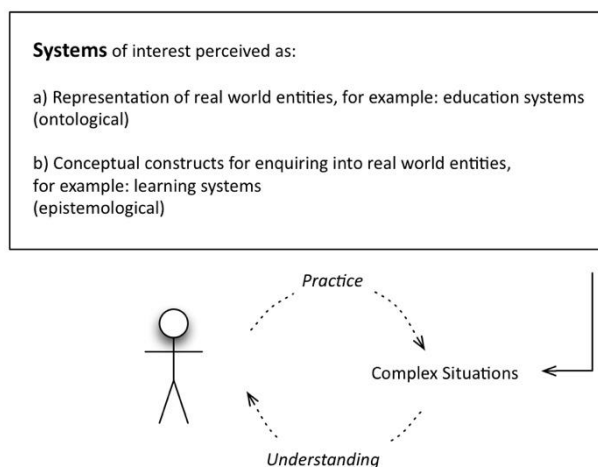 Systems of interest perceived as:
a) Representation of real world entities, for example: education systems
(ontological)
b) Conceptual constructs for enquiring into real world entities,
for example: learning systems
(epistemological)
Practice
Complex Situations
Understanding